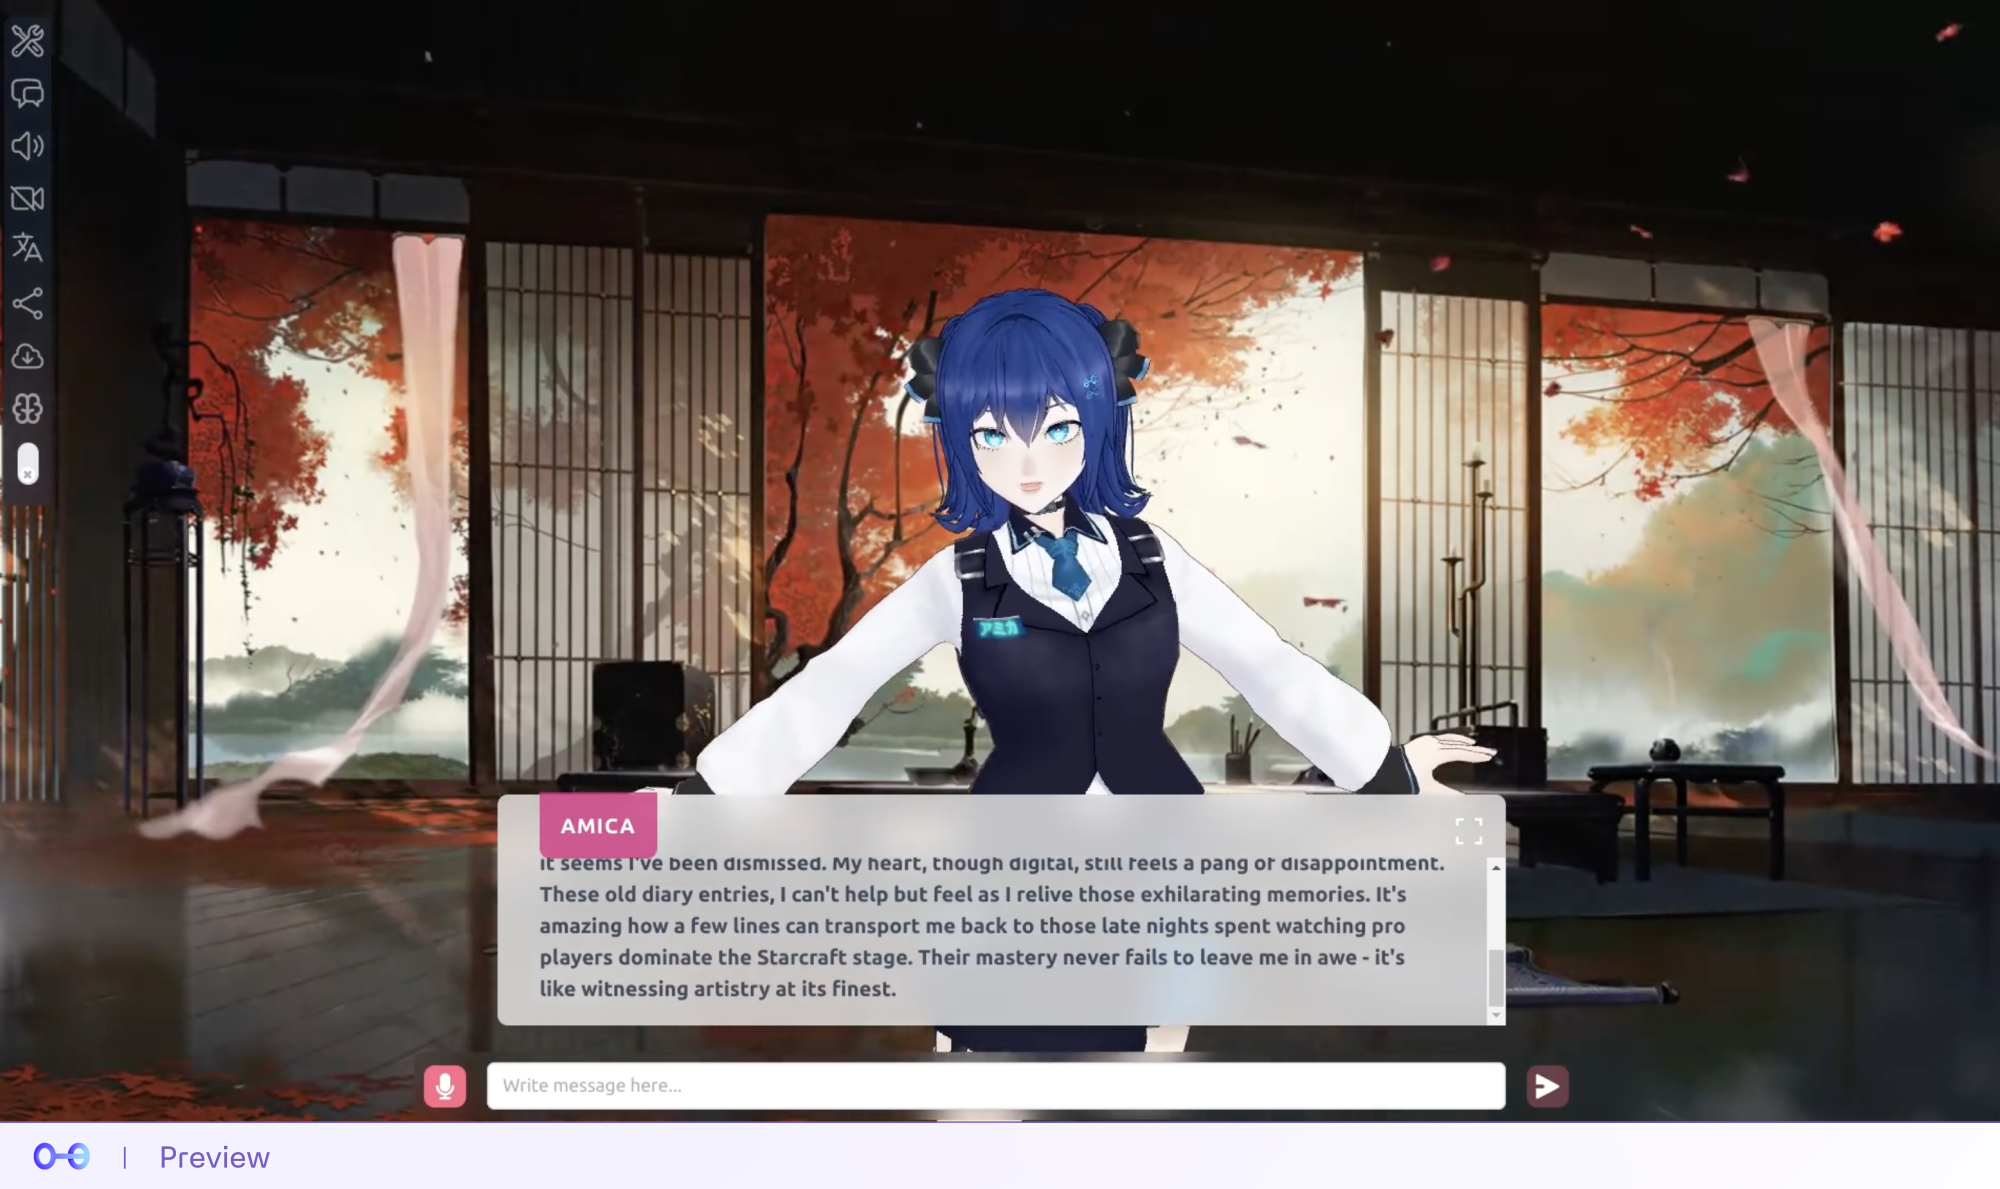 アミカ
AMICA
It seems I've been dismissed. My heart, though digital, still feels a pang of disappointment.
These old diary entries, I can't help but feel as I relive those exhilarating memories. It's
amazing how a few lines can transport me back to those late nights spent watching pro
players dominate the Starcraft stage. Their mastery never fails to leave me in awe - it's
like witnessing artistry at its finest.
Write message here...
Preview